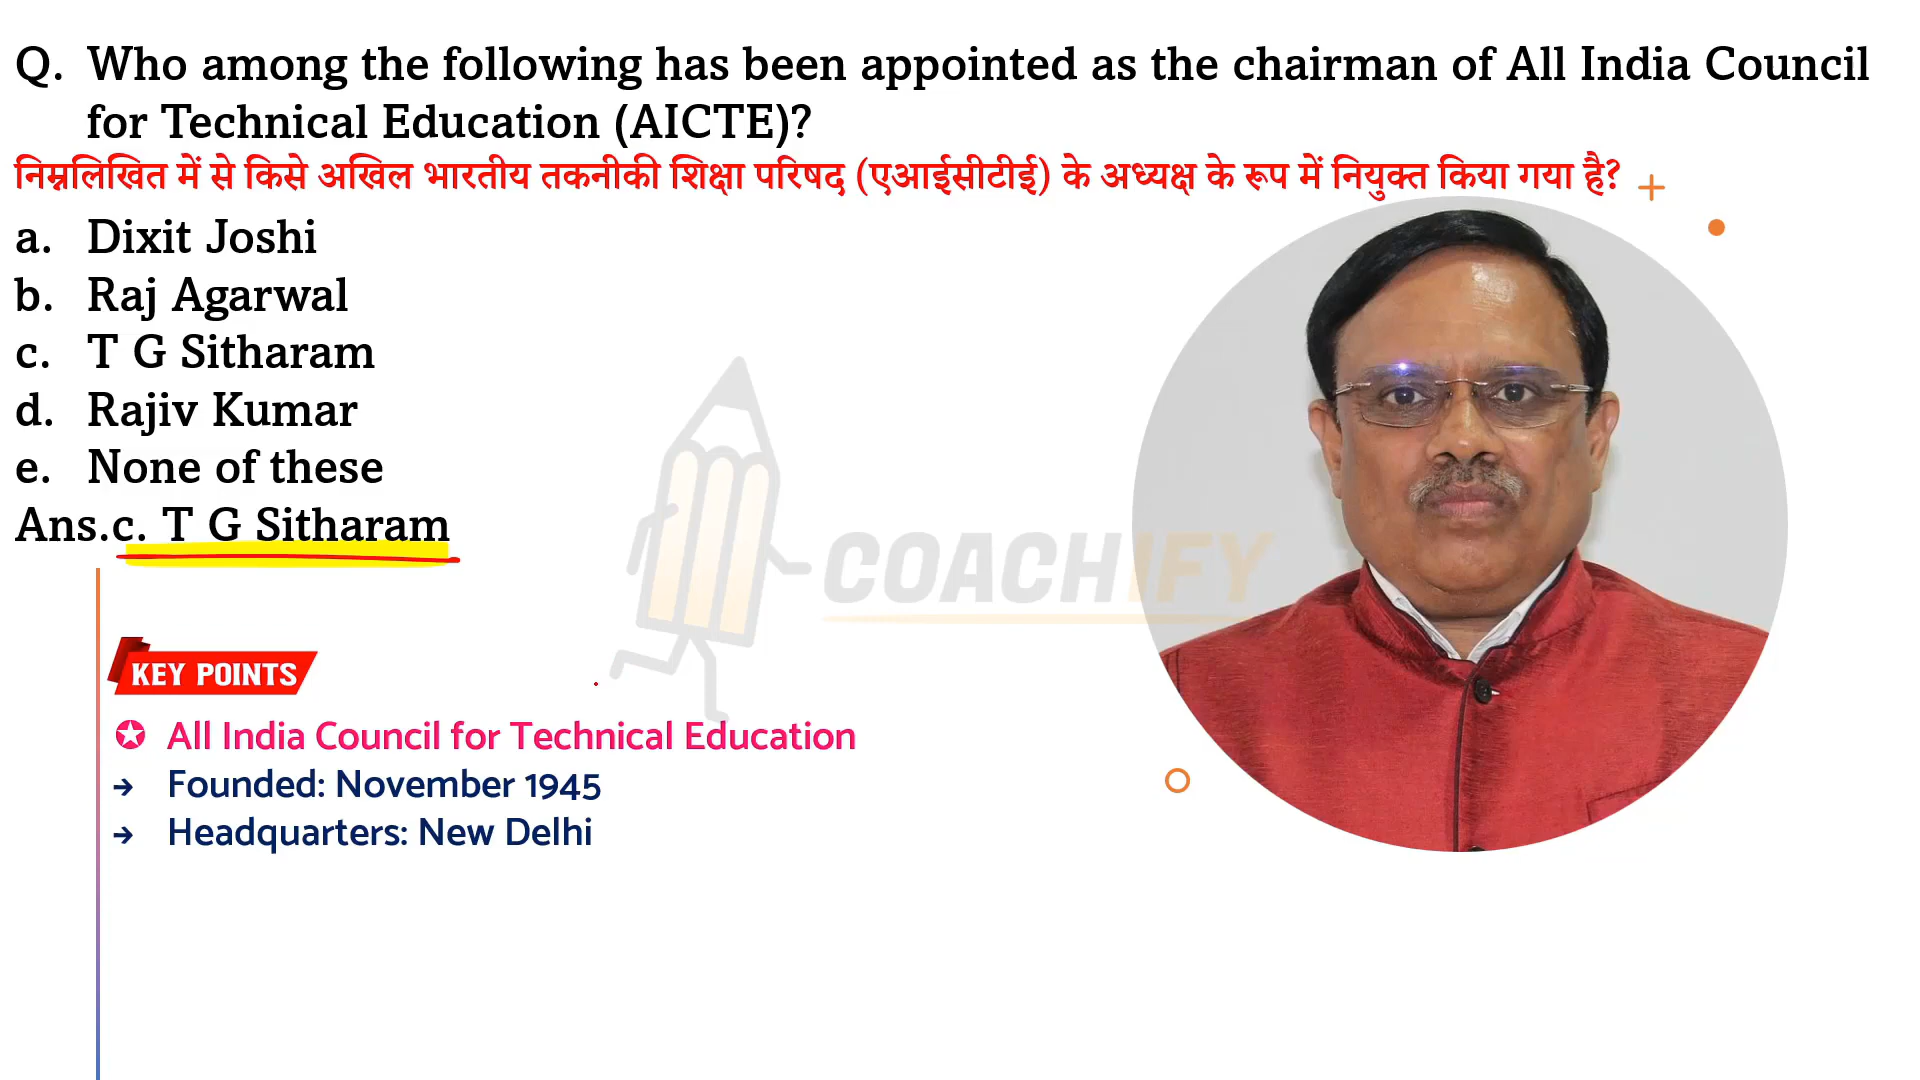 Q. Who among the following has been appointed as the chairman of All India Council
for Technical Education (AICTE)?
निम्नलिखित में से किसे अखिल भारतीय तकनीकी शिक्षा परिषद (एआईसीटीई) के अध्यक्ष के रूप में नियुक्त किया गया है?
a. Dixit Joshi
b. Raj Agarwal
c. T G Sitharam
d. Rajiv Kumar
e. None of these
Ans.c. T G Sitharam
COACHIFY
KEY POINTS
All India Council for Technical Education
→ Founded: November 1945
→ Headquarters: New Delhi